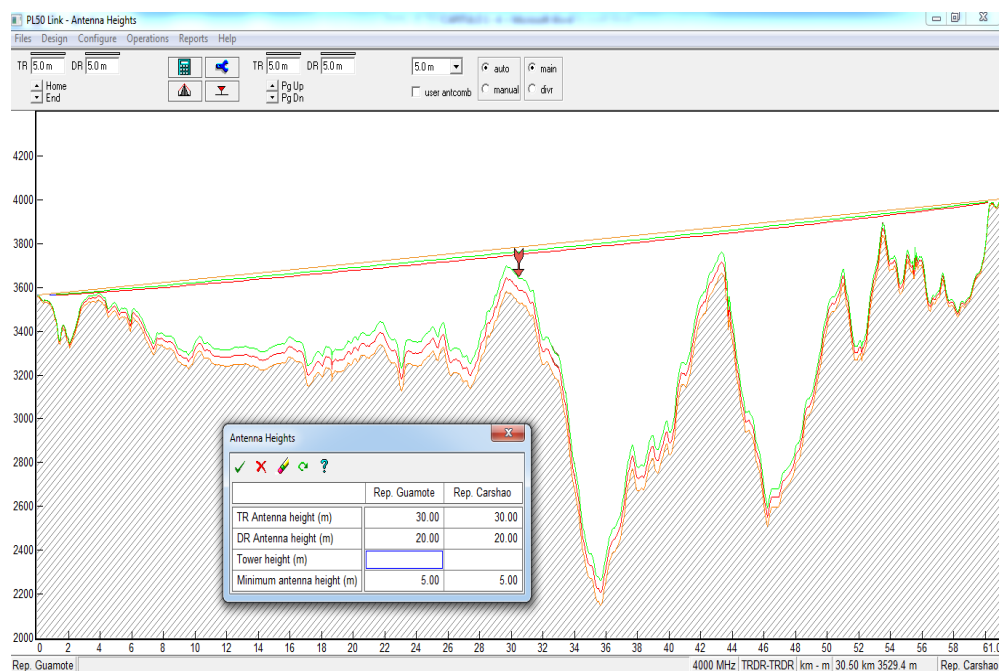 PL50 Link - Antenna Heights
Files Design Configure Operations Reports Help
TR 5.0 m DR 5.0 m TR 5.0 m DR 5.0 m 5.0 m auto main
Home Pg Up user antcomb manual divr
End Pg Dn
4200
4000
3800
3600
3400
3200
3000
2800
2600
2400
2200
2000
Antenna Heights
Rep. Guamote Rep. Carshao
TR Antenna height (m) 30.00 30.00
DR Antenna height (m) 20.00 20.00
Tower height (m)
Minimum antenna height (m) 5.00 5.00
0 2 4 6 8 10 12 14 16 18 20 22 24 26 28 30 32 34 36 38 40 42 44 46 48 50 52 54 56 58 61.0
Rep. Guamote 4000 MHz TRDR-TRDR km - m 30.50 km 3529.4 m Rep. Carshao